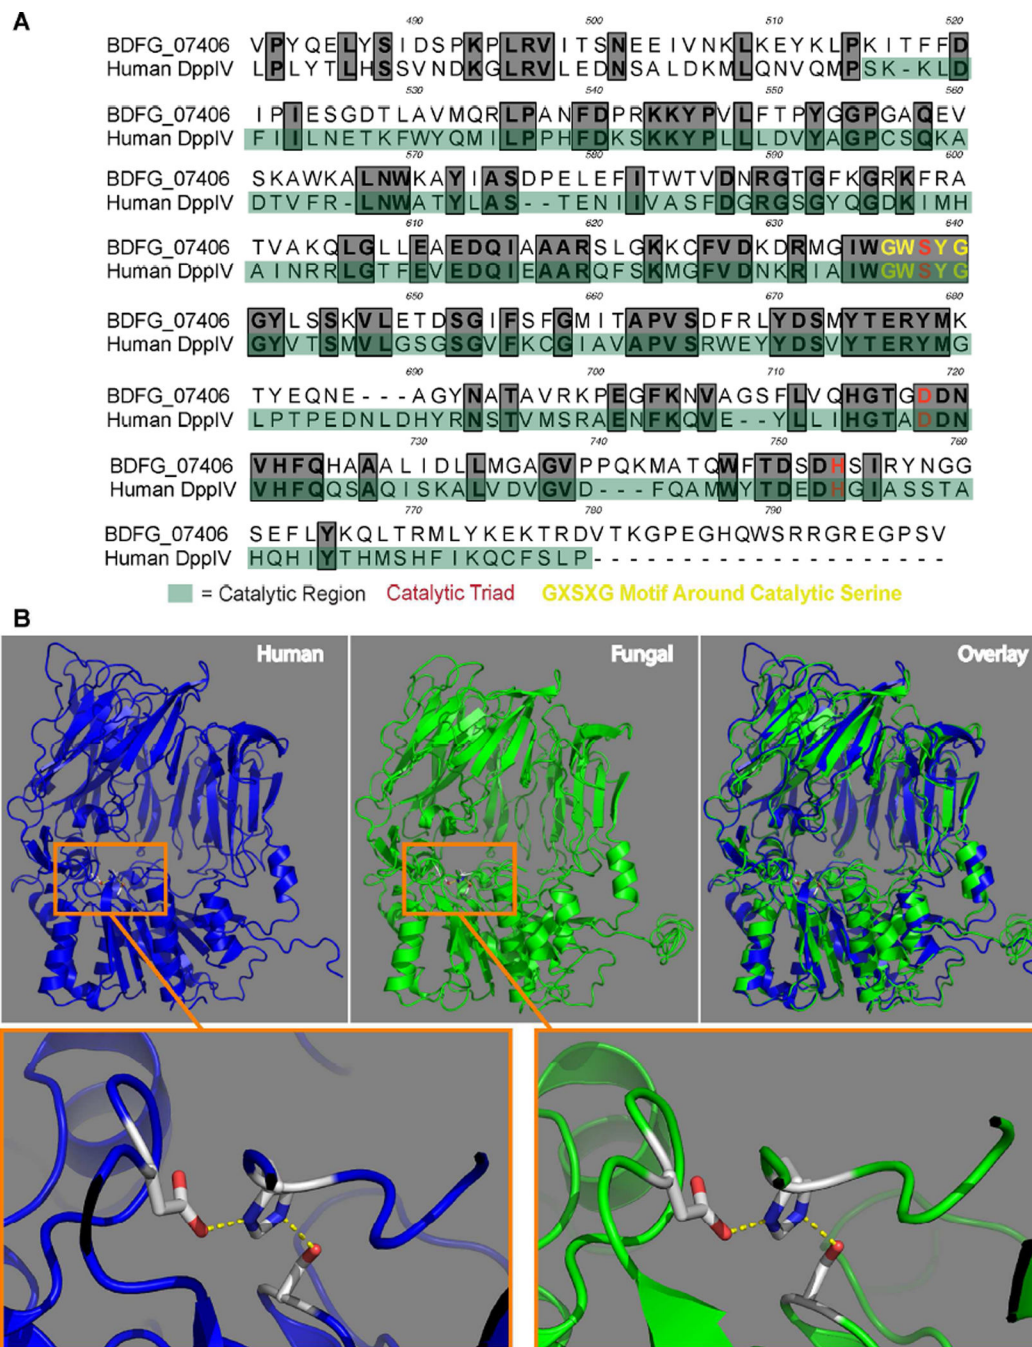 A
490 500 510 520
BDFG_07406 VPYQELYSIDSPKPLRVITSNEEIVNKLKEYKLPKITFFD
Human DppIV LPLYTLHSSVNDKGLRVLEDNSALDKMLQNVQMPSK-KLD
530 540 550 560
BDFG_07406 IPIESGDTLAVMQRLPANFDPRKKYPVLFTPYGGPGAQEV
Human DppIV FIILNETKFWYQMILPPHFDKSKKYPLLLDVYAGPCSQKA
570 580 590 600
BDFG_07406 SKAWKALNWKAYIASDPELEFITWTVDNRGTGFKGRKFRA
Human DppIV DTVFR-LNWATYLAS--TENIIVASFDGRGSGYQGDKIMH
610 620 630 640
BDFG_07406 TVAKQLGLLEAEDQIAAARSLGKKCFVDKDRMGIWGWSYG
Human DppIV AINRRLGTFEVEDQIEAARQFSKMGFVDNKRIAIWGWSYG
650 660 670 680
BDFG_07406 GYLSSKVLETDSGIFSFGMITAPVSDFRLYDSMYTERYMK
Human DppIV GYVTSMVLGSGSGVFKCGIAVAPVSRWEYYDSVYTERYMG
690 700 710 720
BDFG_07406 TYEQNE---AGYNATAVRKPEGFKNVAGSFLVQHGTGDDN
Human DppIV LPTPEDNLDHYRNSTVMSRAENFKQVE--YLLIHGTADDN
730 740 750 760
BDFG_07406 VHFQHAAALIDLLMGAGVPPQKMATQWFTDSDHSIRYNGG
Human DppIV VHFQQSAQISKALVDVGVD---FQAMWYTDEDHGIASSTA
770 780 790
BDFG_07406 SEFLYKQLTRMLYKEKTRDVTKGPEGHQWSRRGREGPSV
Human DppIV HQHIYTHMSHFIKQCFSLP--------------------
= Catalytic Region Catalytic Triad GXSXG Motif Around Catalytic Serine
B
Human Fungal Overlay